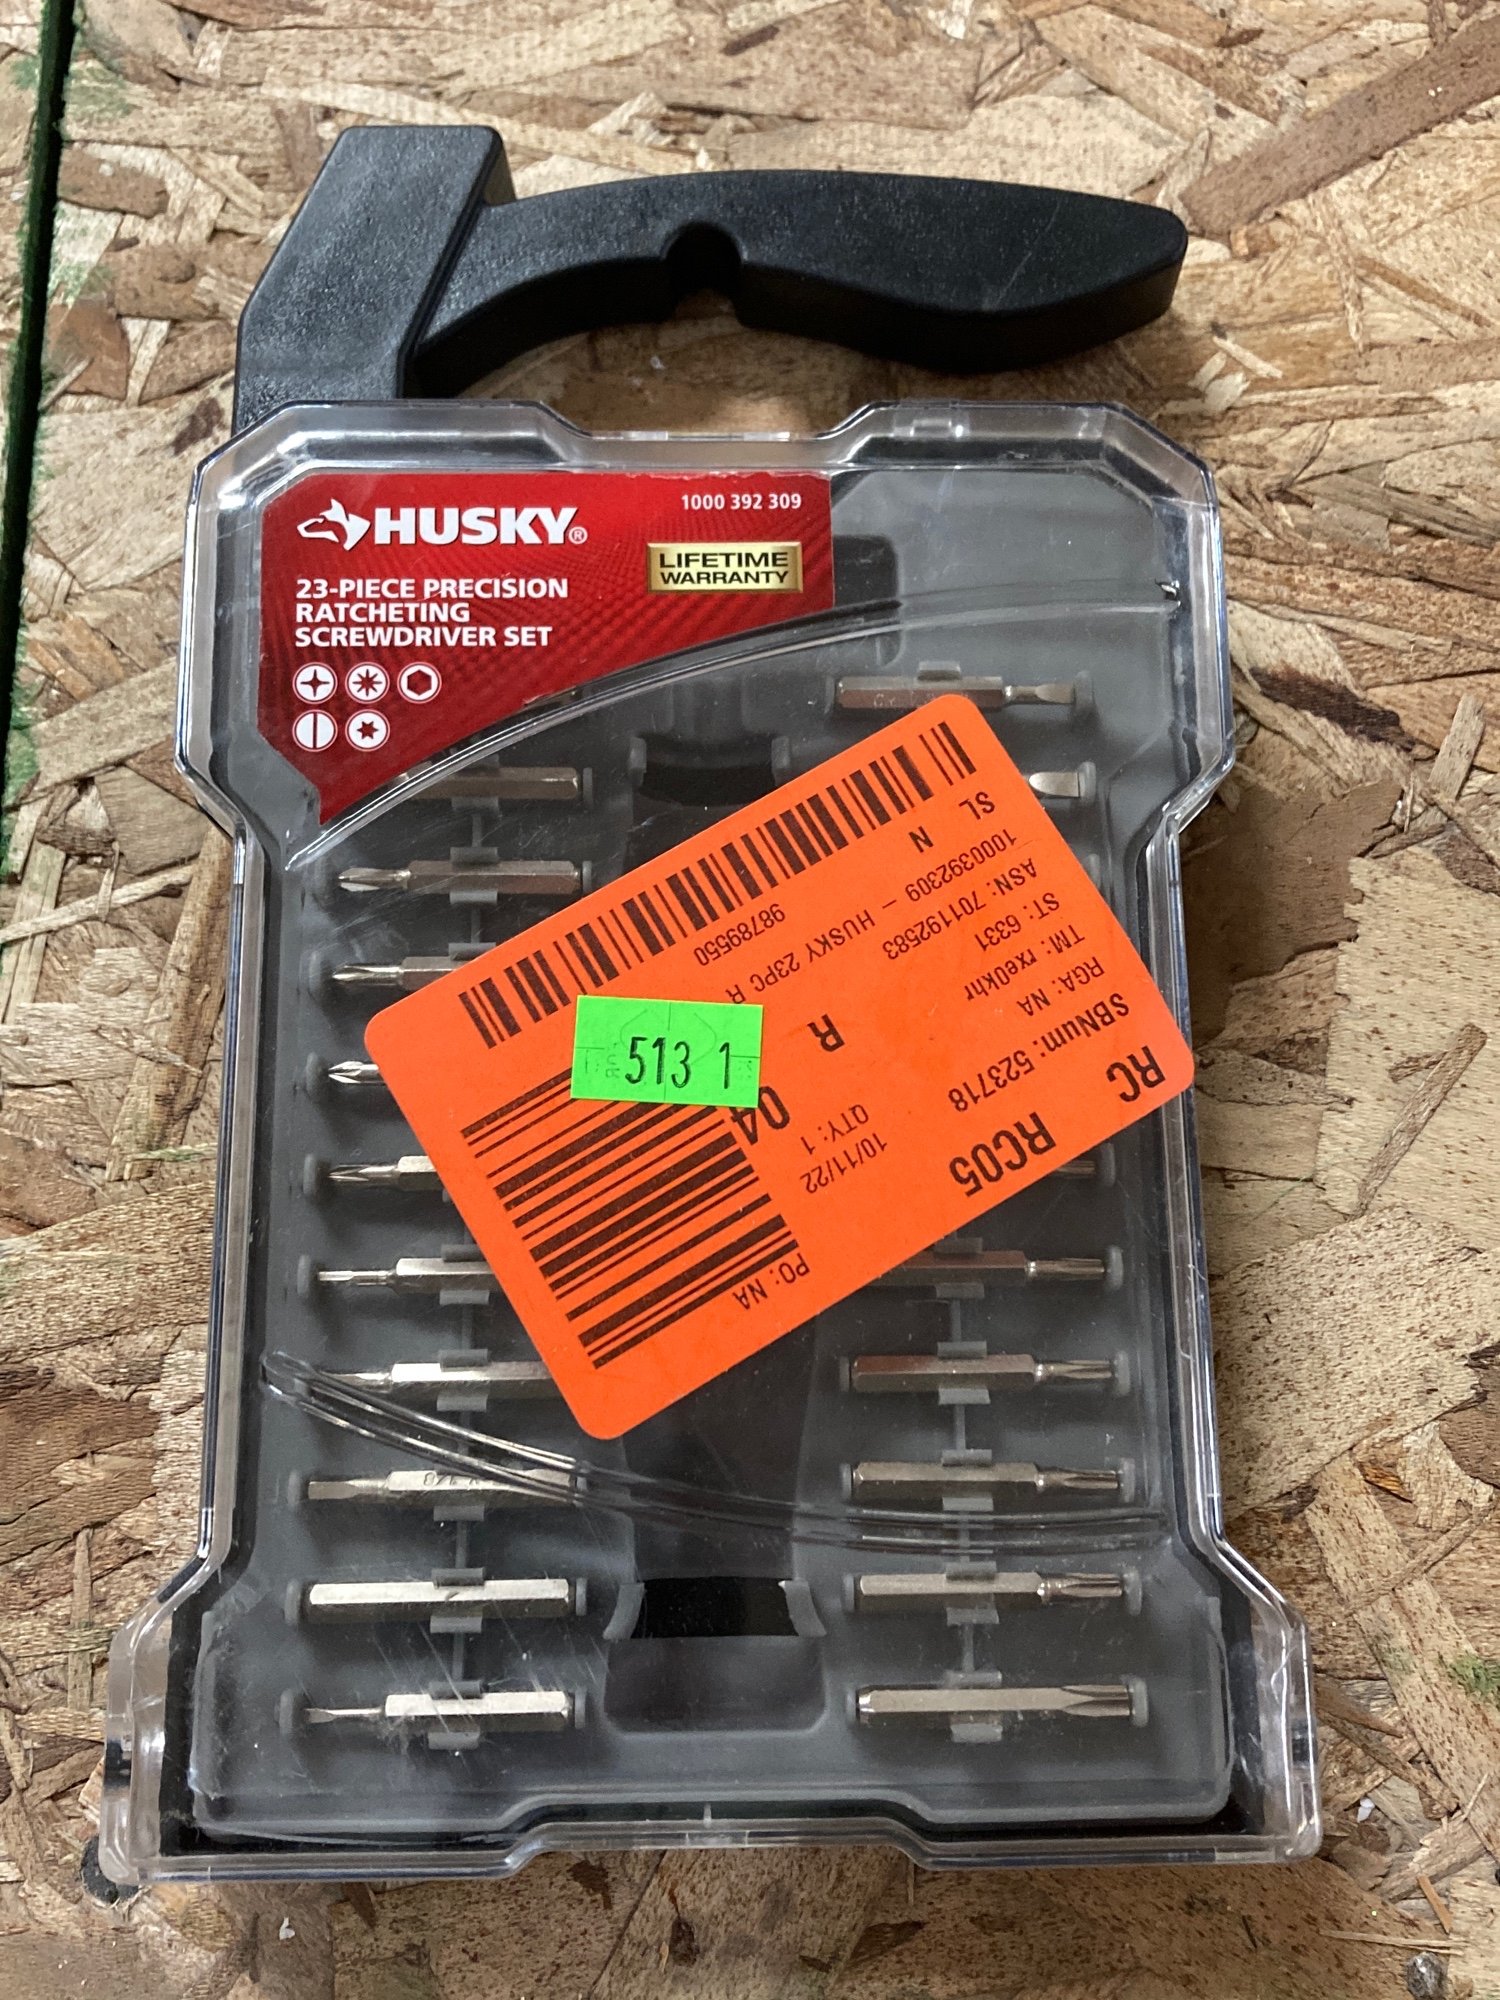 HUSKY®
1000 392 309
LIFETIME
WARRANTY
23-PIECE PRECISION
RATCHETING
SCREWDRIVER SET
RC
SBNum: 523718
RGA: NA
TM: rxe0khr
ST: 6331
ASN: 701192583
1000392309 - HUSKY 23PC R
98789550
SL
N
RC05
R
04
10/11/22
QTY: 1
PO: NA
513 1